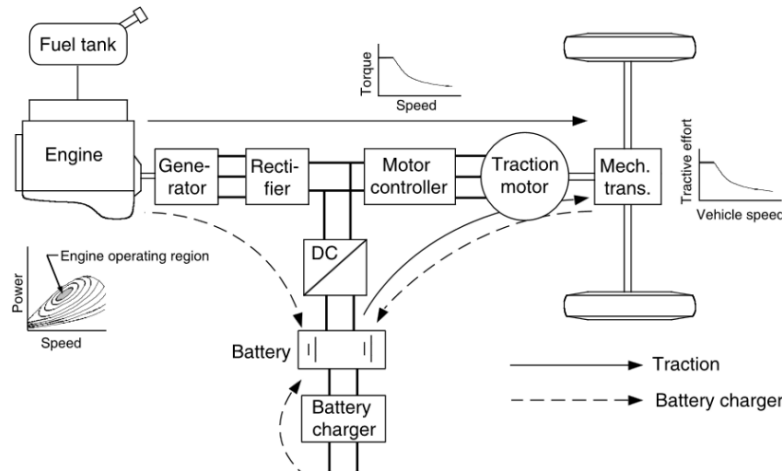 Fuel tank
Torque
Speed
Engine
Gene-
rator
Recti-
fier
Motor
controller
Traction
motor
Mech.
trans.
Tractive effort
Vehicle speed
DC
Engine operating region
Power
Speed
Battery
Traction
Battery charger
Battery
charger